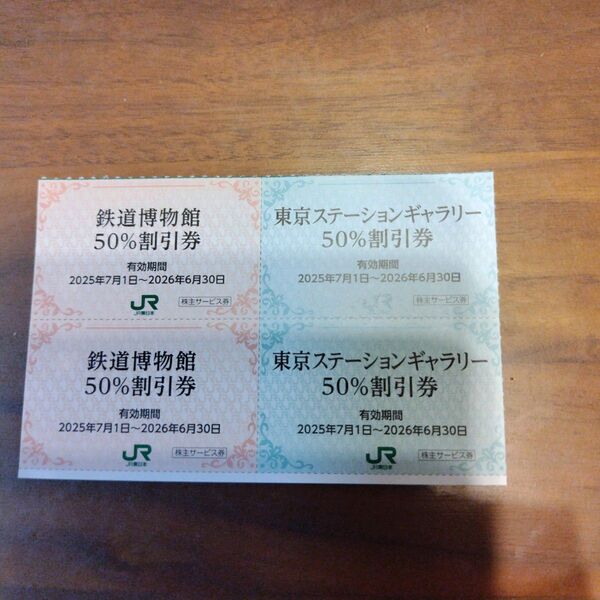 鉄道博物館
50%割引券
有効期間
2025年7月1日～2026年6月30日
JR
JR東日本
株主サービス券
東京ステーションギャラリー
50%割引券
有効期間
2025年7月1日～2026年6月30日
JR
株主サービス券
鉄道博物館
50%割引券
有効期間
2025年7月1日～2026年6月30日
JR
JR東日本
株主サービス券
東京ステーションギャラリー
50%割引券
有効期間
2025年7月1日～2026年6月30日
JR
JR東日本
株主サービス券